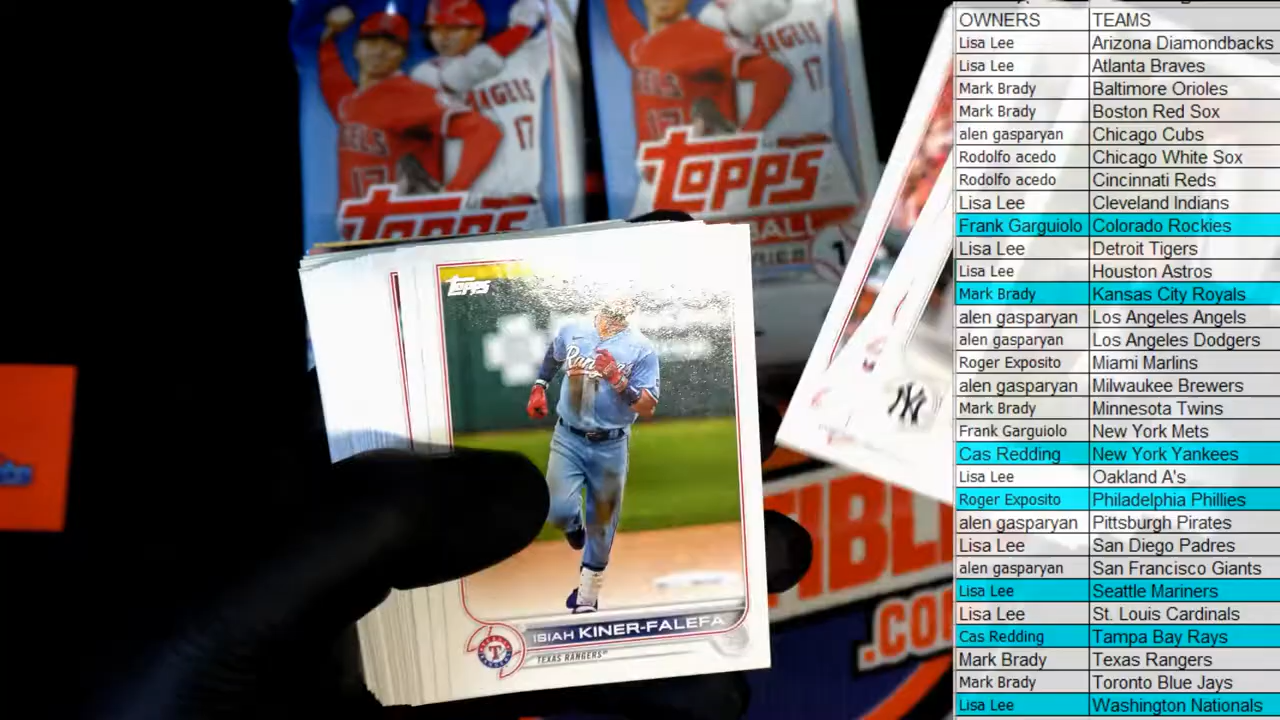 OWNERS TEAMS
Lisa Lee Arizona Diamondbacks
Lisa Lee Atlanta Braves
Mark Brady Baltimore Orioles
Mark Brady Boston Red Sox
alen gasparyan Chicago Cubs
Rodolfo acedo Chicago White Sox
Rodolfo acedo Cincinnati Reds
Lisa Lee Cleveland Indians
Frank Garguiolo Colorado Rockies
Lisa Lee Detroit Tigers
Lisa Lee Houston Astros
Mark Brady Kansas City Royals
alen gasparyan Los Angeles Angels
alen gasparyan Los Angeles Dodgers
Roger Exposito Miami Marlins
alen gasparyan Milwaukee Brewers
Mark Brady Minnesota Twins
Frank Garguiolo New York Mets
Cas Redding New York Yankees
Lisa Lee Oakland A's
Roger Exposito Philadelphia Phillies
alen gasparyan Pittsburgh Pirates
Lisa Lee San Diego Padres
alen gasparyan San Francisco Giants
Lisa Lee Seattle Mariners
Lisa Lee St. Louis Cardinals
Cas Redding Tampa Bay Rays
Mark Brady Texas Rangers
Mark Brady Toronto Blue Jays
Lisa Lee Washington Nationals
17
17
Topps
Topps
Topps
ISIAH KINER-FALEFA
TEXAS RANGERS
T
NY